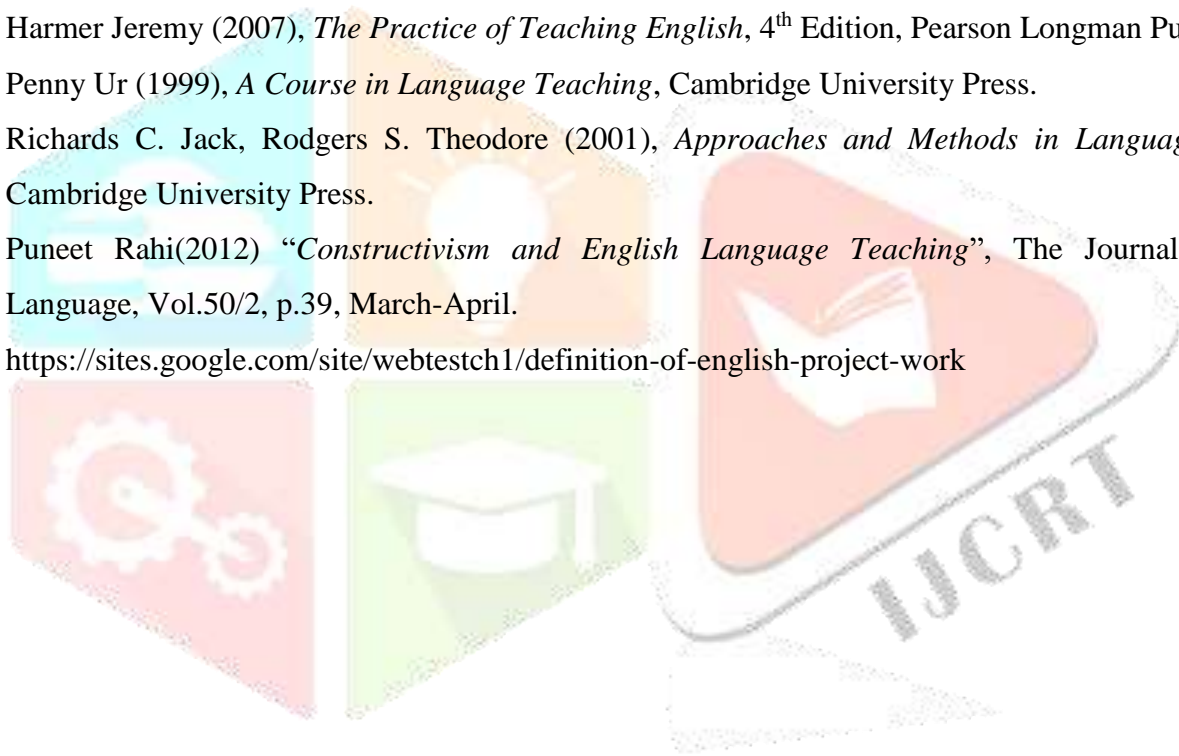 Harmer Jeremy (2007), The Practice of Teaching English, 4th Edition, Pearson Longman Pu
Penny Ur (1999), A Course in Language Teaching, Cambridge University Press.
Richards C. Jack, Rodgers S. Theodore (2001), Approaches and Methods in Languag
Cambridge University Press.
Puneet Rahi(2012) “Constructivism and English Language Teaching”, The Journal
Language, Vol.50/2, p.39, March-April.
https://sites.google.com/site/webtestch1/definition-of-english-project-work
IJCRT